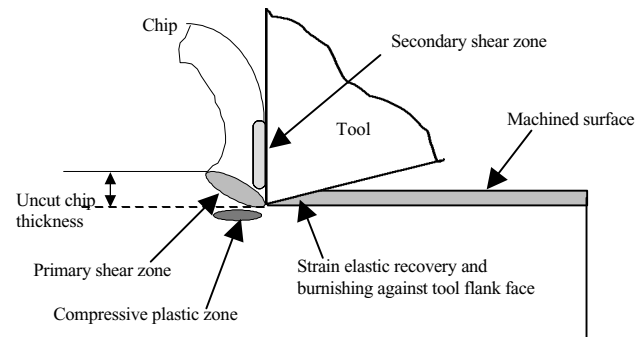 Chip
Secondary shear zone
Tool
Machined surface
Uncut chip
thickness
Primary shear zone
Strain elastic recovery and
burnishing against tool flank face
Compressive plastic zone